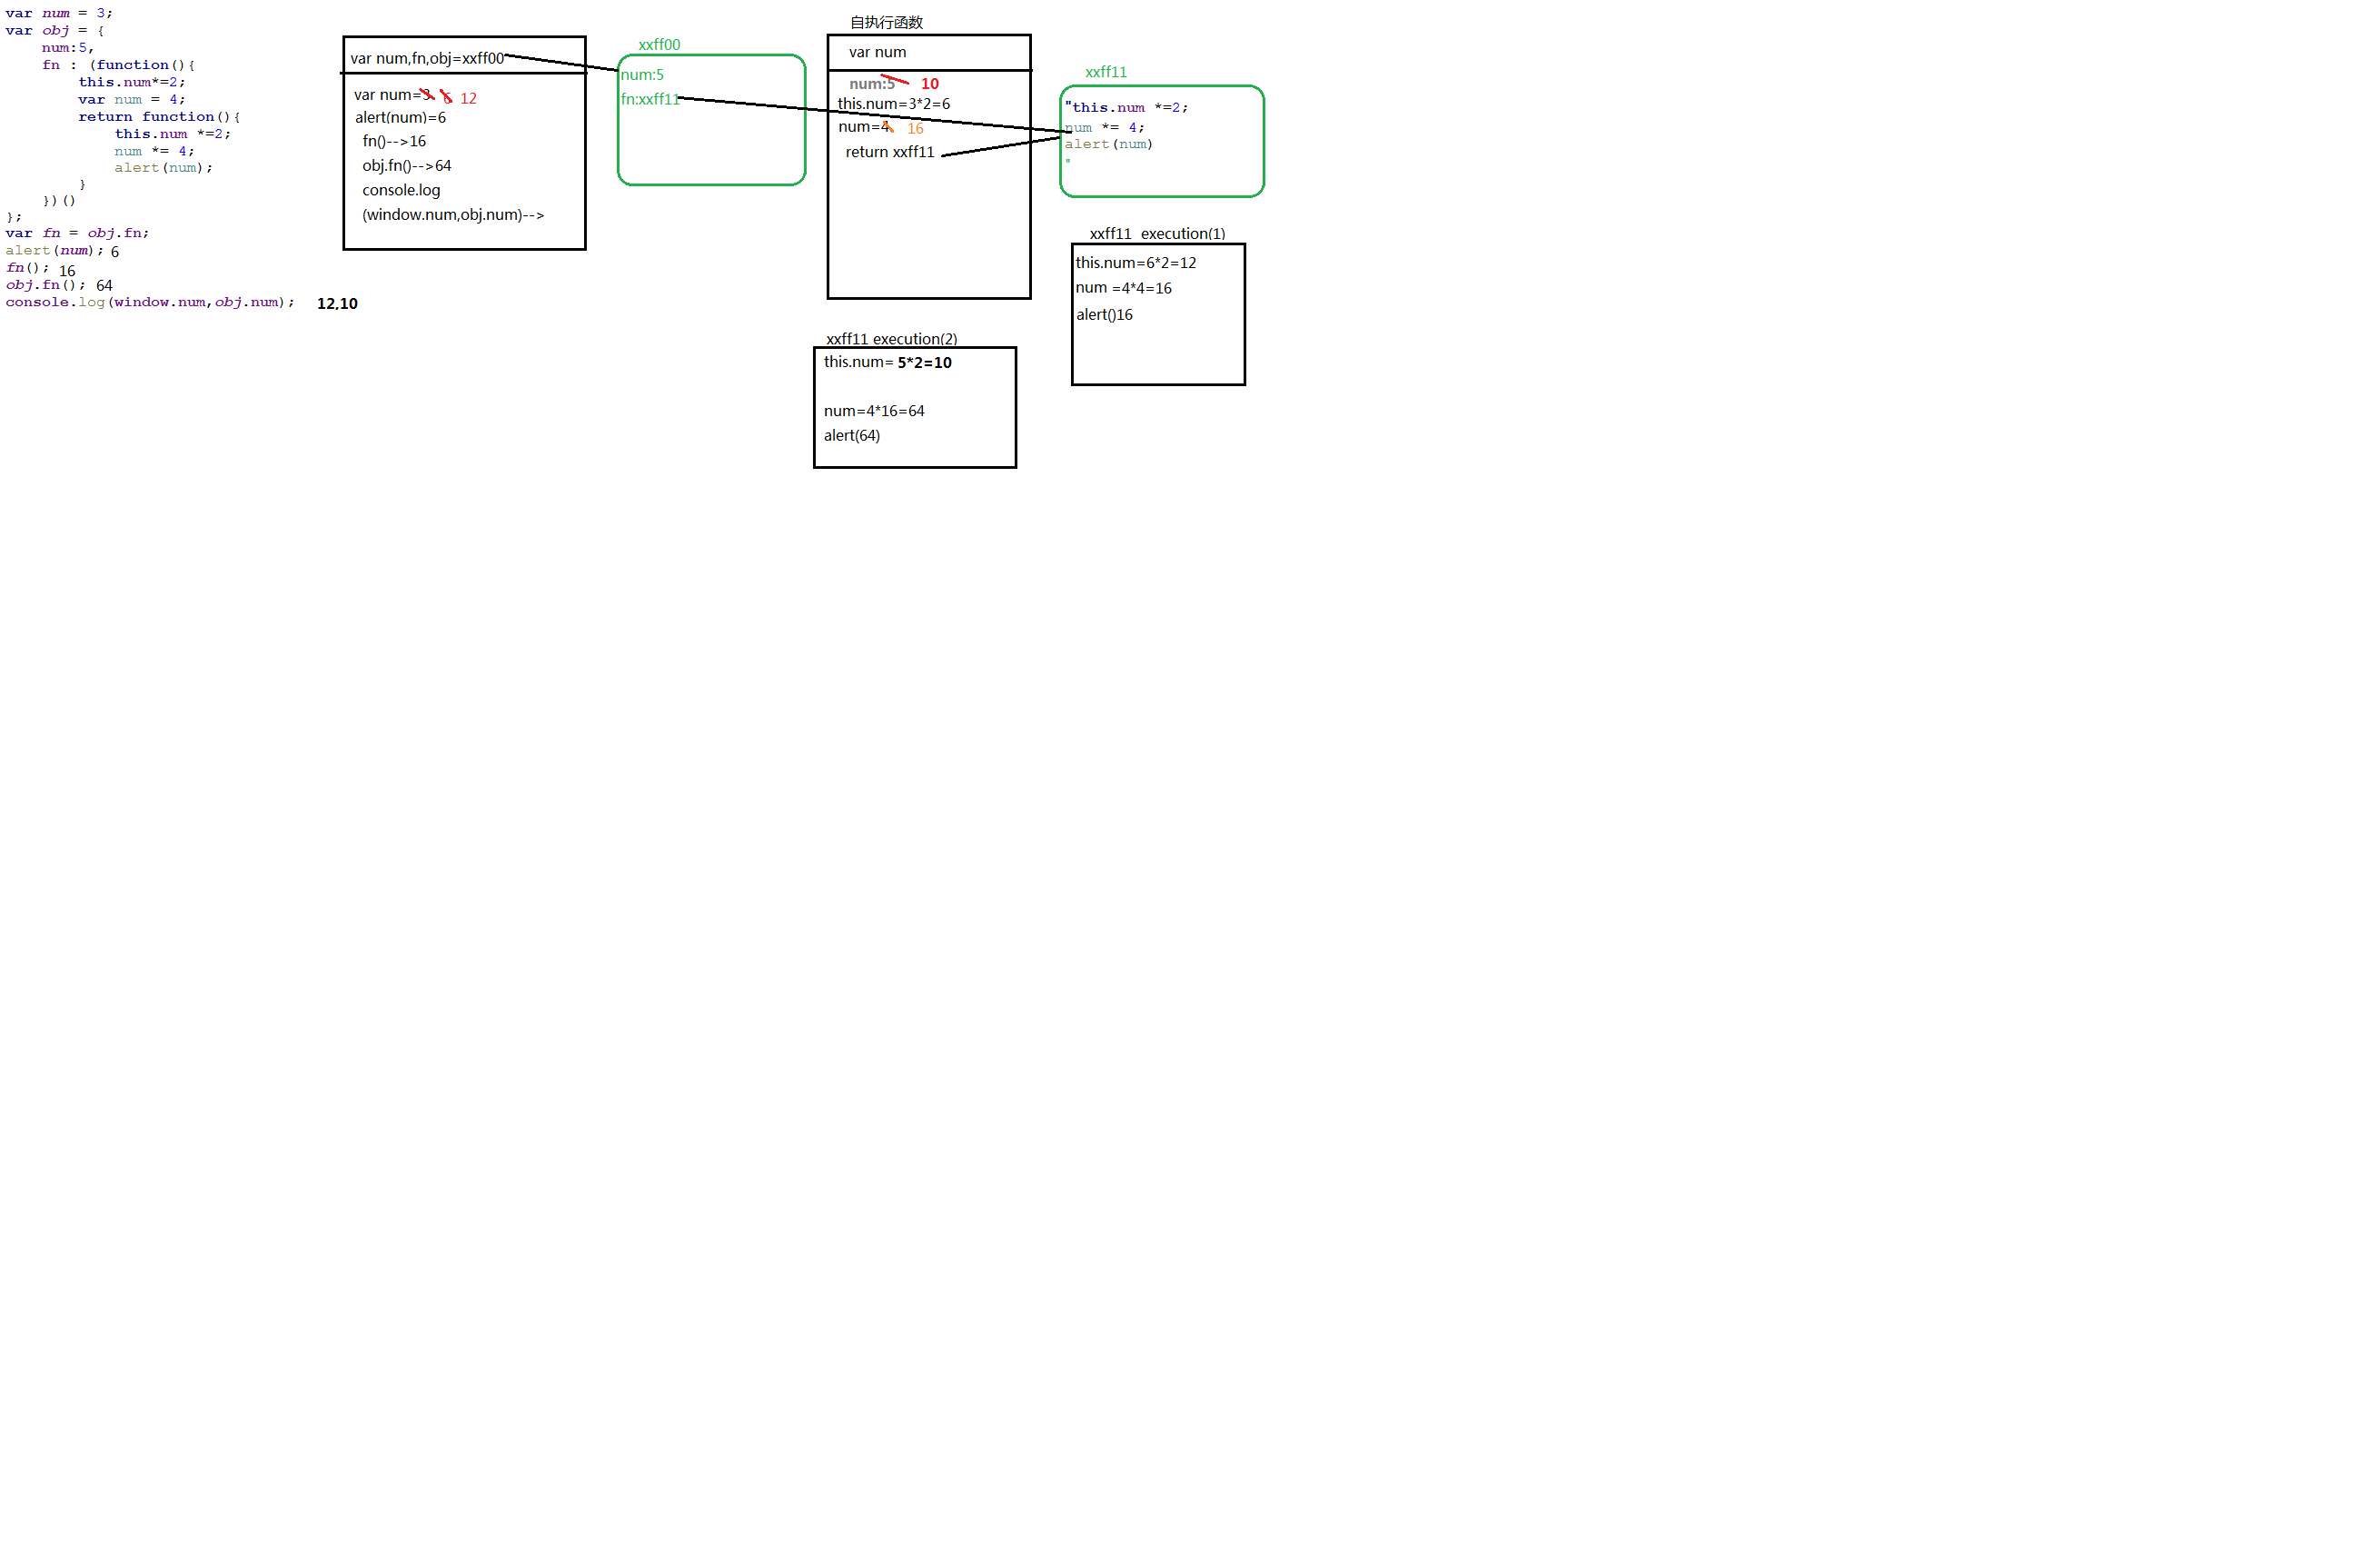 var num = 3;
var obj = {
    num:5,
    fn : (function(){
        this.num*=2;
        var num = 4;
        return function(){
            this.num *=2;
            num *= 4;
            alert(num);
        }
    })()
};
var fn = obj.fn;
alert(num); 6
fn(); 16
obj.fn(); 64
console.log(window.num,obj.num); 12,10
var num,fn,obj=xxff00
var num=3 6 12
alert(num)=6
fn()-->16
obj.fn()-->64
console.log
(window.num,obj.num)-->
xxff00
num:5
fn:xxff11
自执行函数
var num
num:5 10
this.num=3*2=6
num=4 16
return xxff11
xxff11
"this.num *=2;
num *= 4;
alert(num)
"
xxff11 execution(1)
this.num=6*2=12
num =4*4=16
alert()16
xxff11 execution(2)
this.num= 5*2=10
num=4*16=64
alert(64)